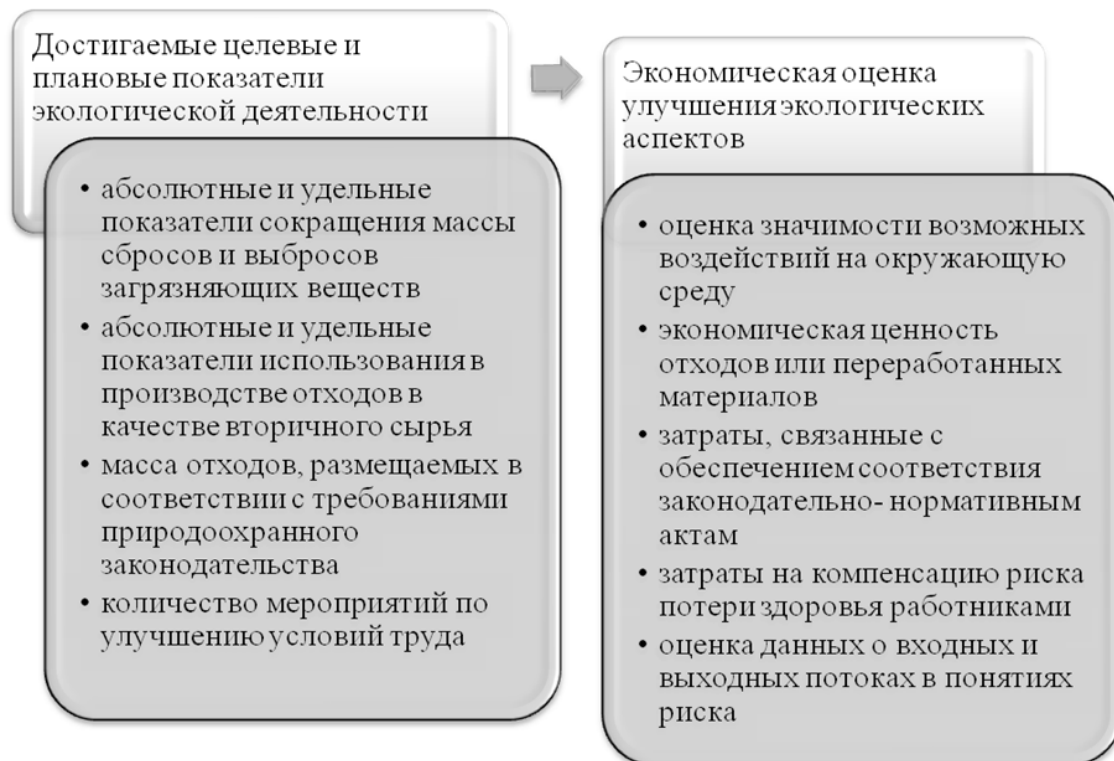 Достигаемые целевые и
плановые показатели
экологической деятельности
• абсолютные и удельные
показатели сокращения массы
сбросов и выбросов
загрязняющих веществ
• абсолютные и удельные
показатели использования в
производстве отходов в
качестве вторичного сырья
• масса отходов, размещаемых в
соответствии с требованиями
природоохранного
законодательства
• количество мероприятий по
улучшению условий труда
Экономическая оценка
улучшения экологических
аспектов
• оценка значимости возможных
воздействий на окружающую
среду
• экономическая ценность
отходов или переработанных
материалов
• затраты, связанные с
обеспечением соответствия
законодательно- нормативным
актам
• затраты на компенсацию риска
потери здоровья работниками
• оценка данных о входных и
выходных потоках в понятиях
риска